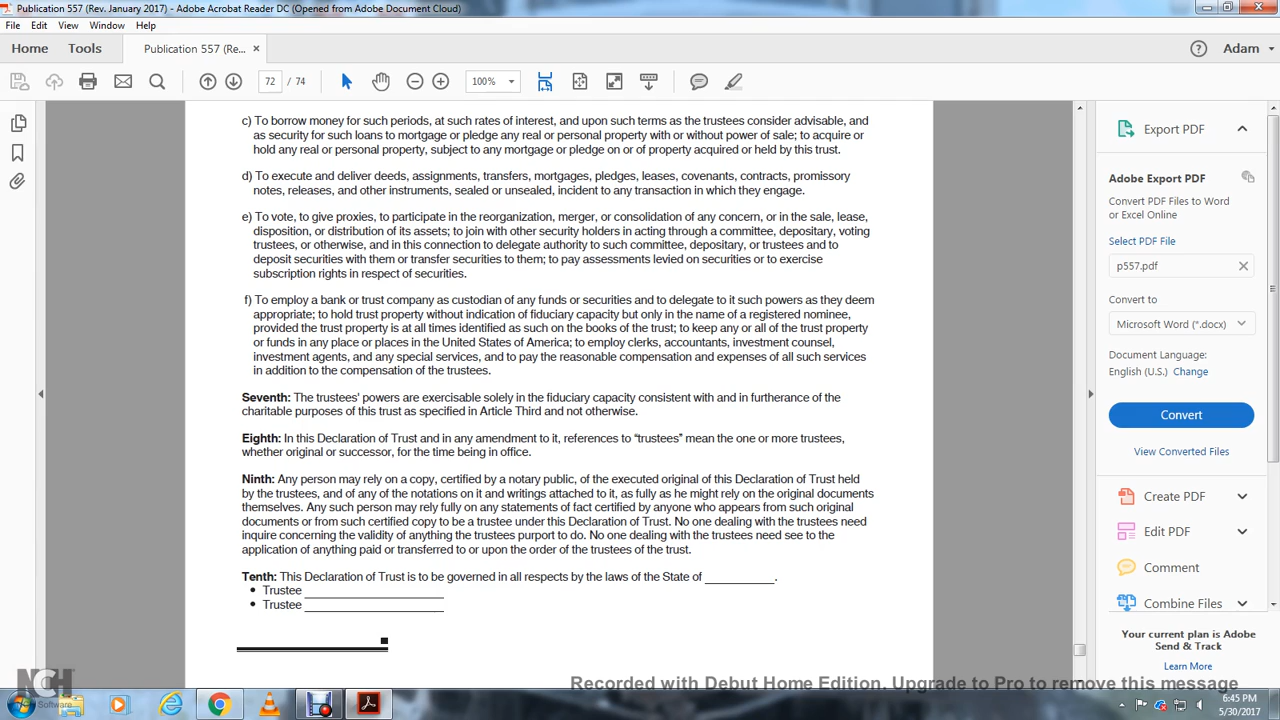 Publication 557 (Rev. January 2017) - Adobe Acrobat Reader DC (Opened from Adobe Document Cloud)
File Edit View Window Help
Home Tools Publication 557 (Re... × Adam
72 / 74 100%
c) To borrow money for such periods, at such rates of interest, and upon such terms as the trustees consider advisable, and
as security for such loans to mortgage or pledge any real or personal property with or without power of sale; to acquire or
hold any real or personal property, subject to any mortgage or pledge on or of property acquired or held by this trust.
d) To execute and deliver deeds, assignments, transfers, mortgages, pledges, leases, covenants, contracts, promissory
notes, releases, and other instruments, sealed or unsealed, incident to any transaction in which they engage.
e) To vote, to give proxies, to participate in the reorganization, merger, or consolidation of any concern, or in the sale, lease,
disposition, or distribution of its assets; to join with other security holders in acting through a committee, depositary, voting
trustees, or otherwise, and in this connection to delegate authority to such committee, depositary, or trustees and to
deposit securities with them or transfer securities to them; to pay assessments levied on securities or to exercise
subscription rights in respect of securities.
f) To employ a bank or trust company as custodian of any funds or securities and to delegate to it such powers as they deem
appropriate; to hold trust property without indication of fiduciary capacity but only in the name of a registered nominee,
provided the trust property is at all times identified as such on the books of the trust; to keep any or all of the trust property
or funds in any place or places in the United States of America; to employ clerks, accountants, investment counsel,
investment agents, and any special services, and to pay the reasonable compensation and expenses of all such services
in addition to the compensation of the trustees.
Seventh: The trustees' powers are exercisable solely in the fiduciary capacity consistent with and in furtherance of the
charitable purposes of this trust as specified in Article Third and not otherwise.
Eighth: In this Declaration of Trust and in any amendment to it, references to “trustees” mean the one or more trustees,
whether original or successor, for the time being in office.
Ninth: Any person may rely on a copy, certified by a notary public, of the executed original of this Declaration of Trust held
by the trustees, and of any of the notations on it and writings attached to it, as fully as he might rely on the original documents
themselves. Any such person may rely fully on any statements of fact certified by anyone who appears from such original
documents or from such certified copy to be a trustee under this Declaration of Trust. No one dealing with the trustees need
inquire concerning the validity of anything the trustees purport to do. No one dealing with the trustees need see to the
application of anything paid or transferred to or upon the order of the trustees of the trust.
Tenth: This Declaration of Trust is to be governed in all respects by the laws of the State of ___________.
• Trustee ______________________
• Trustee ______________________
Export PDF
Adobe Export PDF
Convert PDF Files to Word
or Excel Online
Select PDF File
p557.pdf
Convert to
Microsoft Word (*.docx)
Document Language:
English (U.S.) Change
Convert
View Converted Files
Create PDF
Edit PDF
Comment
Combine Files
Your current plan is Adobe
Send & Track
Learn More
NCH
Software
Recorded with Debut Home Edition. Upgrade to Pro to remove this message
6:45 PM
5/30/2017